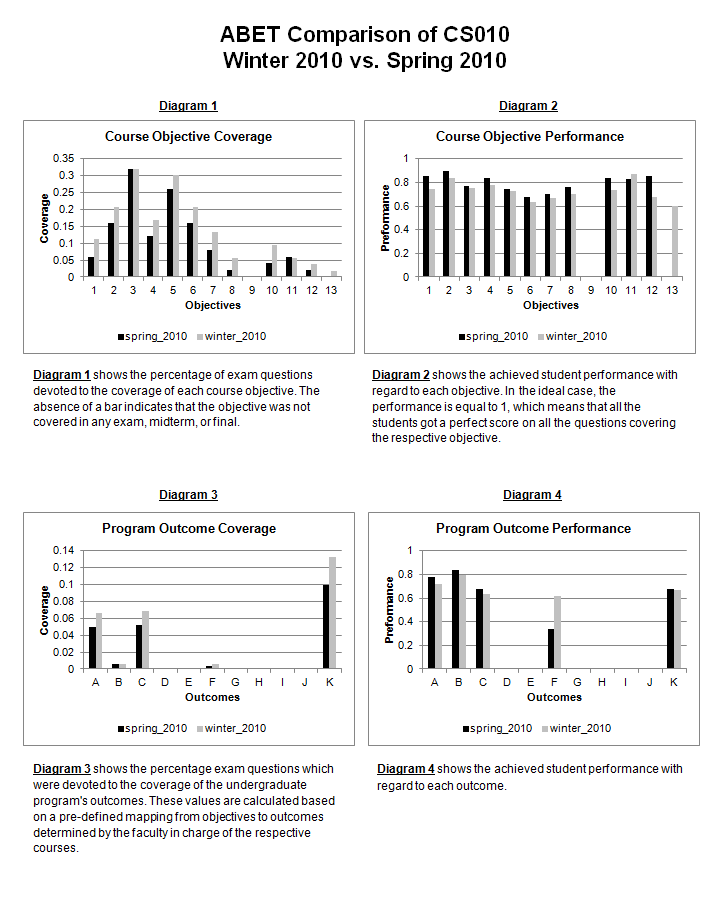 ABET Comparison of CS010
Winter 2010 vs. Spring 2010
Diagram 1
Course Objective Coverage
0.35
0.3
0.25
0.2
0.15
0.1
0.05
0
Coverage
1 2 3 4 5 6 7 8 9 10 11 12 13
Objectives
spring_2010 winter_2010
Diagram 1 shows the percentage of exam questions
devoted to the coverage of each course objective. The
absence of a bar indicates that the objective was not
covered in any exam, midterm, or final.
Diagram 2
Course Objective Performance
1
0.8
0.6
0.4
0.2
0
Preformance
1 2 3 4 5 6 7 8 9 10 11 12 13
Objectives
spring_2010 winter_2010
Diagram 2 shows the achieved student performance with
regard to each objective. In the ideal case, the
performance is equal to 1, which means that all the
students got a perfect score on all the questions covering
the respective objective.
Diagram 3
Program Outcome Coverage
0.14
0.12
0.1
0.08
0.06
0.04
0.02
0
Coverage
A B C D E F G H I J K
Outcomes
spring_2010 winter_2010
Diagram 3 shows the percentage exam questions which
were devoted to the coverage of the undergraduate
program's outcomes. These values are calculated based
on a pre-defined mapping from objectives to outcomes
determined by the faculty in charge of the respective
courses.
Diagram 4
Program Outcome Performance
1
0.8
0.6
0.4
0.2
0
Preformance
A B C D E F G H I J K
Outcomes
spring_2010 winter_2010
Diagram 4 shows the achieved student performance with
regard to each outcome.